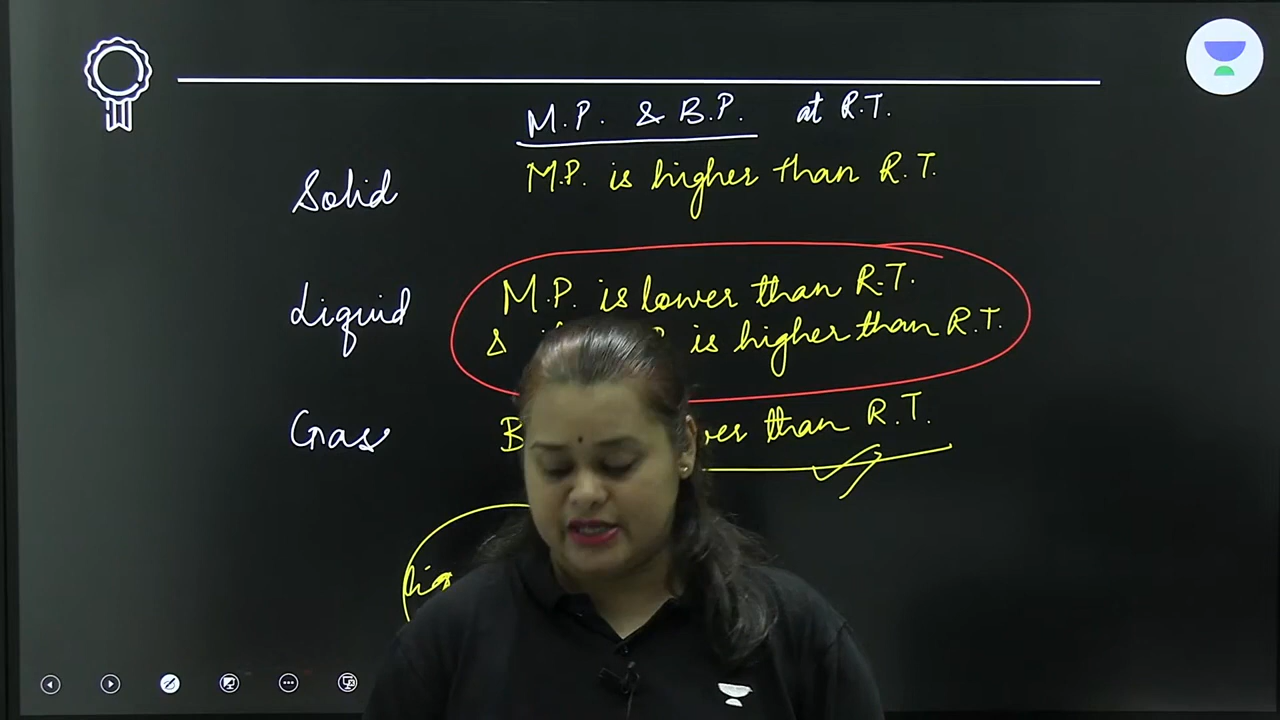 M.P. & B.P. at R.T.
Solid M.P. is higher than R.T.
Liquid M.P. is lower than R.T.
& is higher than R.T.
Gas B than R.T.